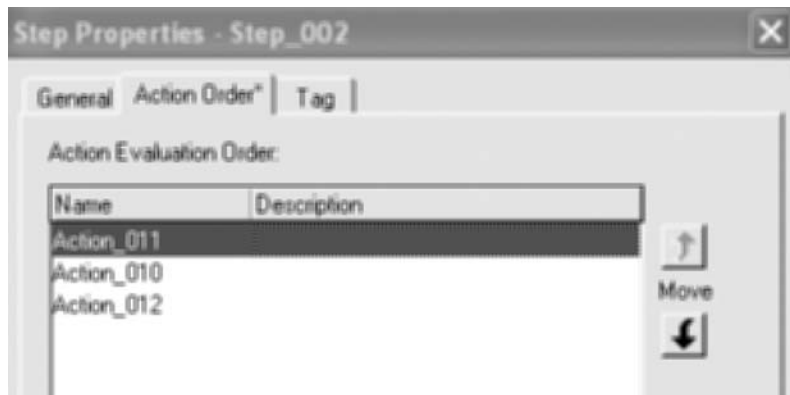 Step Properties - Step_002
General Action Order* Tag
Action Evaluation Order:
Name Description
Action_011
Action_010
Action_012
Move